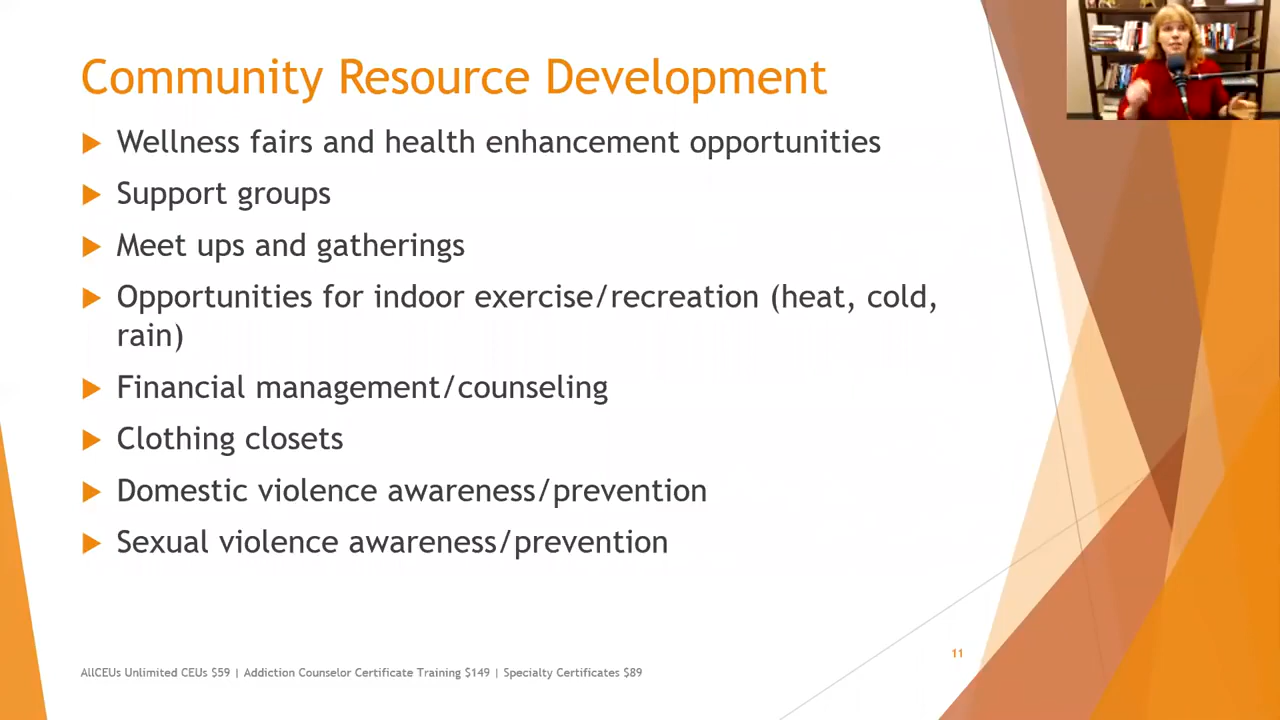 Community Resource Development
Wellness fairs and health enhancement opportunities
Support groups
Meet ups and gatherings
Opportunities for indoor exercise/recreation (heat, cold,
rain)
Financial management/counseling
Clothing closets
Domestic violence awareness/prevention
Sexual violence awareness/prevention
AllCEUs Unlimited CEUs $59 | Addiction Counselor Certificate Training $149 | Specialty Certificates $89
11